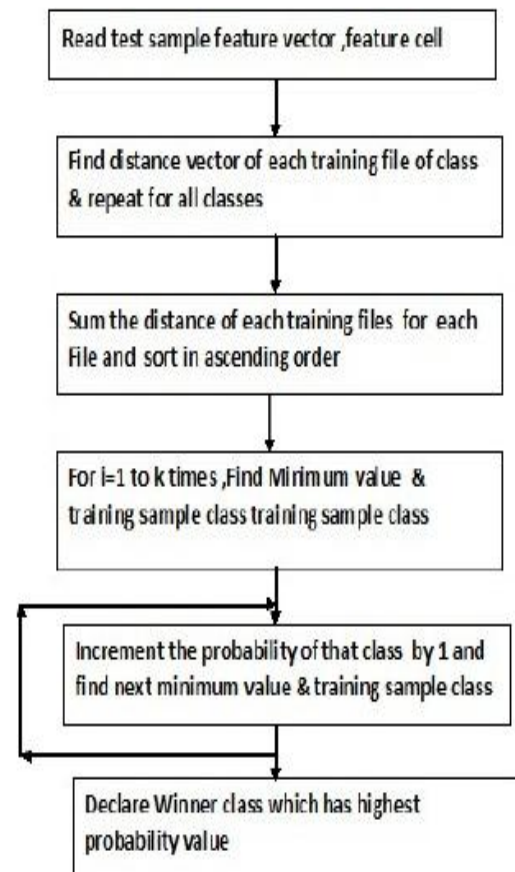 Read test sample feature vector ,feature cell
Find distance vector of each training file of class
& repeat for all classes
Sum the distance of each training files for each
File and sort in ascending order
For i=1 to k times ,Find Minimum value &
training sample class training sample class
Increment the probability of that class by 1 and
find next minimum value & training sample class
Declare Winner class which has highest
probability value